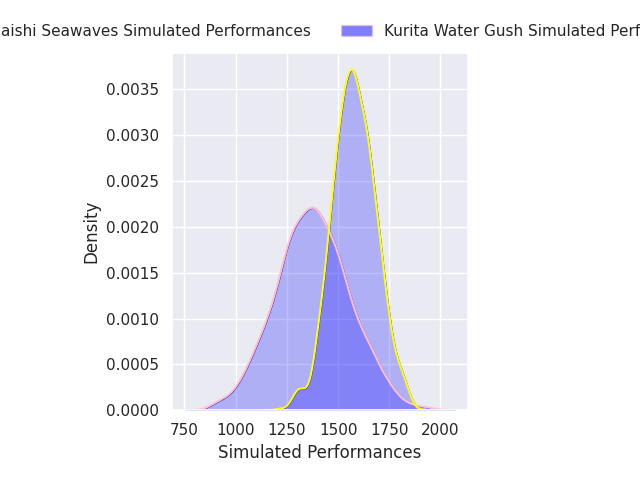 aishi Seawaves Simulated Performances
Kurita Water Gush Simulated Perf
0.0035
0.0030
0.0025
0.0020
0.0015
0.0010
0.0005
0.0000
Density
750 1000 1250 1500 1750 2000
Simulated Performances